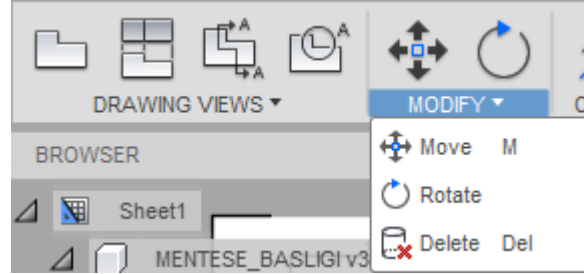 A
A
A
DRAWING VIEWS
MODIFY
BROWSER
Move M
Sheet1
Rotate
MENTESE_BASLIGI v3
Delete Del